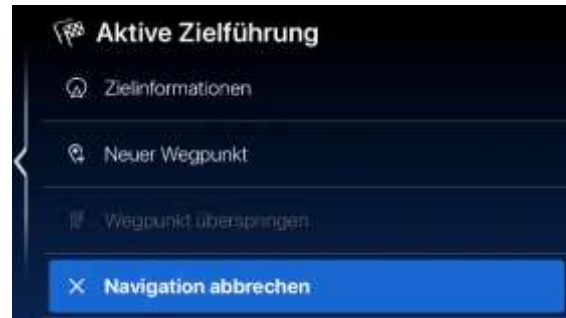 Aktive Zielführung
Zielinformationen
Neuer Wegpunkt
Wegpunkt überspringen
Navigation abbrechen